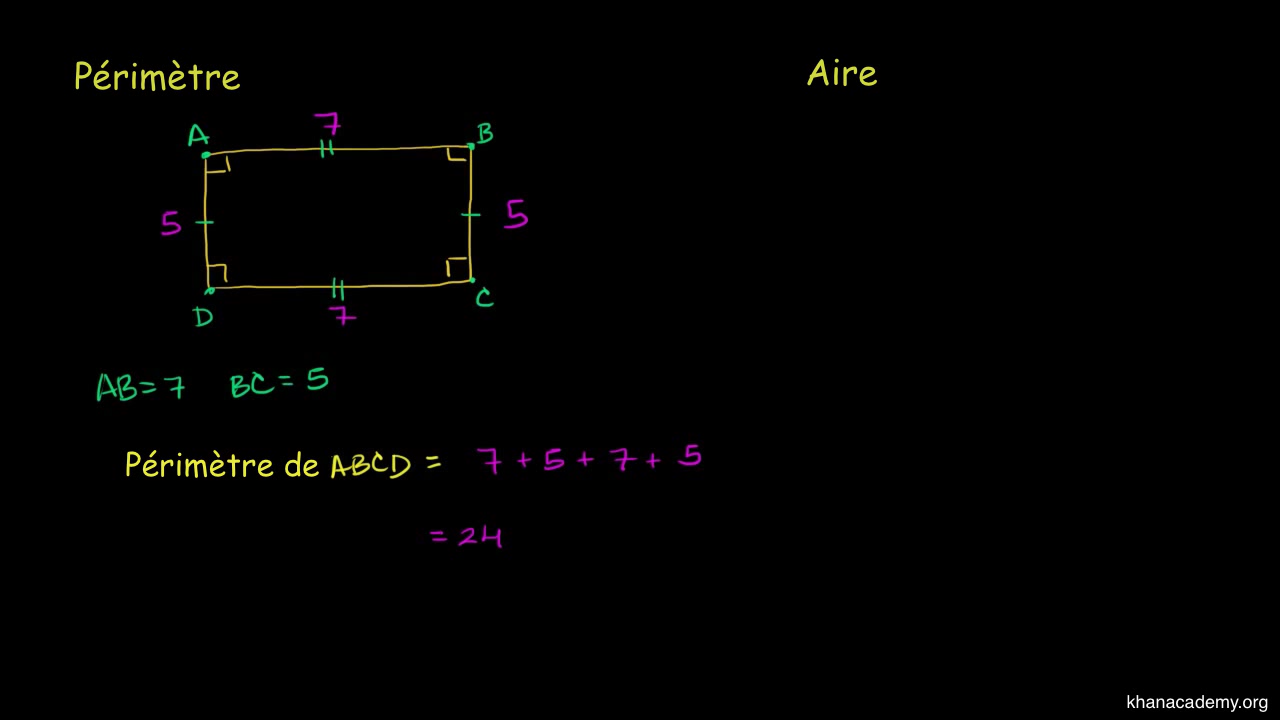 Périmètre
Aire
A 7 B
5 5
D 7 C
AB=7 BC=5
Périmètre de ABCD = 7+5+7+5
=24
khanacademy.org